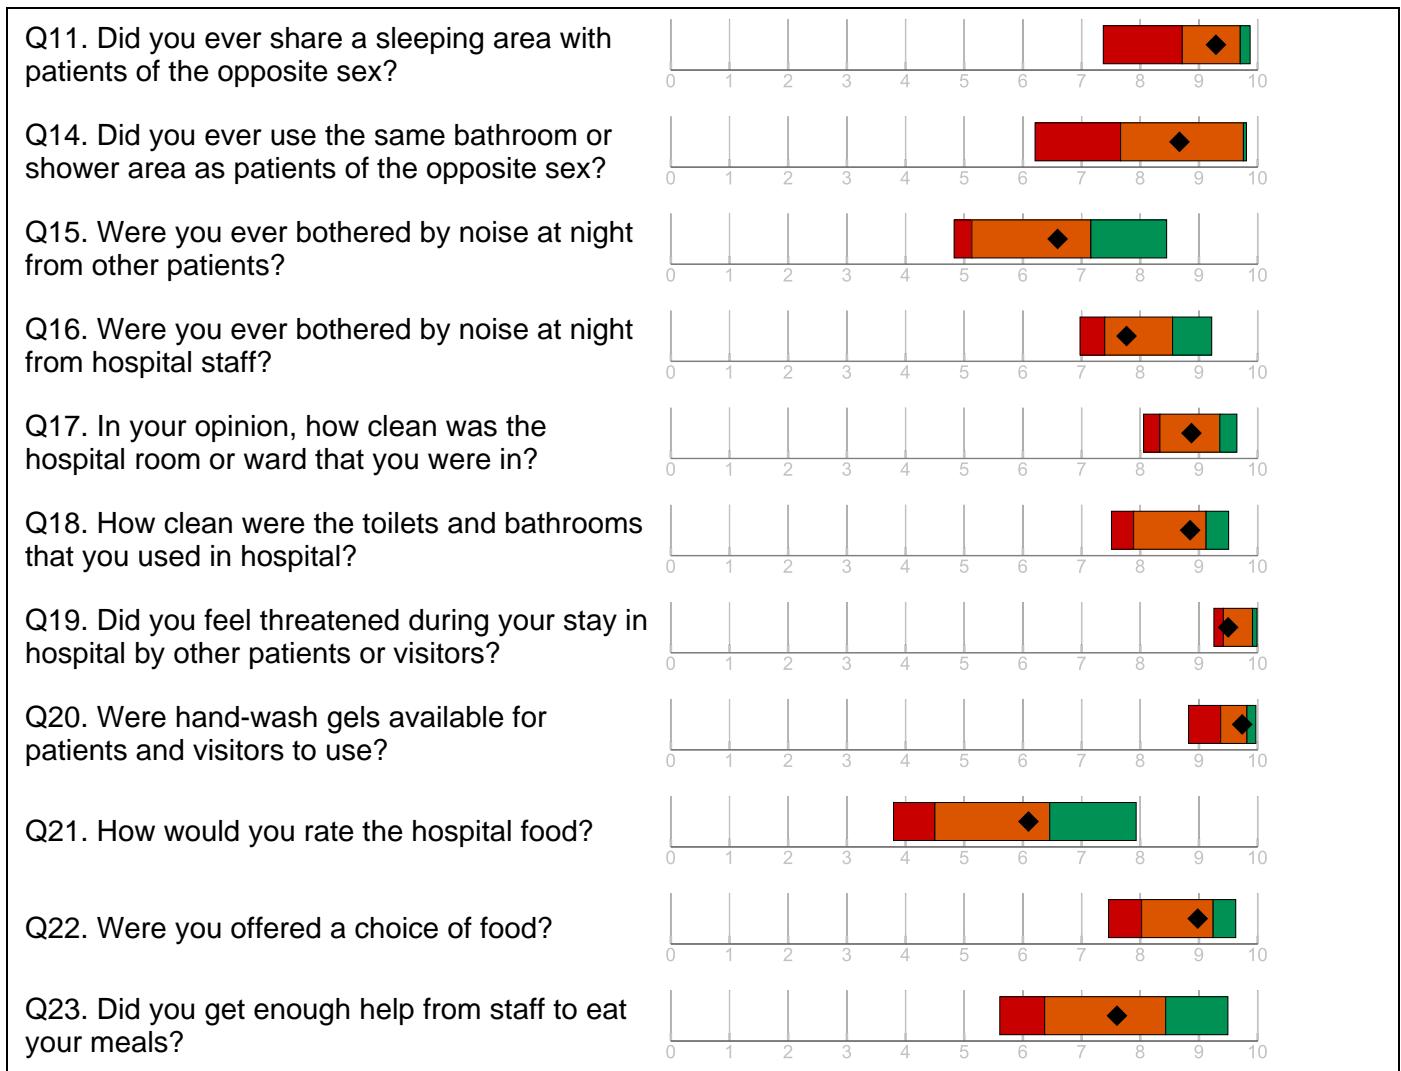 Q11. Did you ever share a sleeping area with
patients of the opposite sex?
0 1 2 3 4 5 6 7 8 9 10
Q14. Did you ever use the same bathroom or
shower area as patients of the opposite sex?
0 1 2 3 4 5 6 7 8 9 10
Q15. Were you ever bothered by noise at night
from other patients?
0 1 2 3 4 5 6 7 8 9 10
Q16. Were you ever bothered by noise at night
from hospital staff?
0 1 2 3 4 5 6 7 8 9 10
Q17. In your opinion, how clean was the
hospital room or ward that you were in?
0 1 2 3 4 5 6 7 8 9 10
Q18. How clean were the toilets and bathrooms
that you used in hospital?
0 1 2 3 4 5 6 7 8 9 10
Q19. Did you feel threatened during your stay in
hospital by other patients or visitors?
0 1 2 3 4 5 6 7 8 9 10
Q20. Were hand-wash gels available for
patients and visitors to use?
0 1 2 3 4 5 6 7 8 9 10
Q21. How would you rate the hospital food?
0 1 2 3 4 5 6 7 8 9 10
Q22. Were you offered a choice of food?
0 1 2 3 4 5 6 7 8 9 10
Q23. Did you get enough help from staff to eat
your meals?
0 1 2 3 4 5 6 7 8 9 10